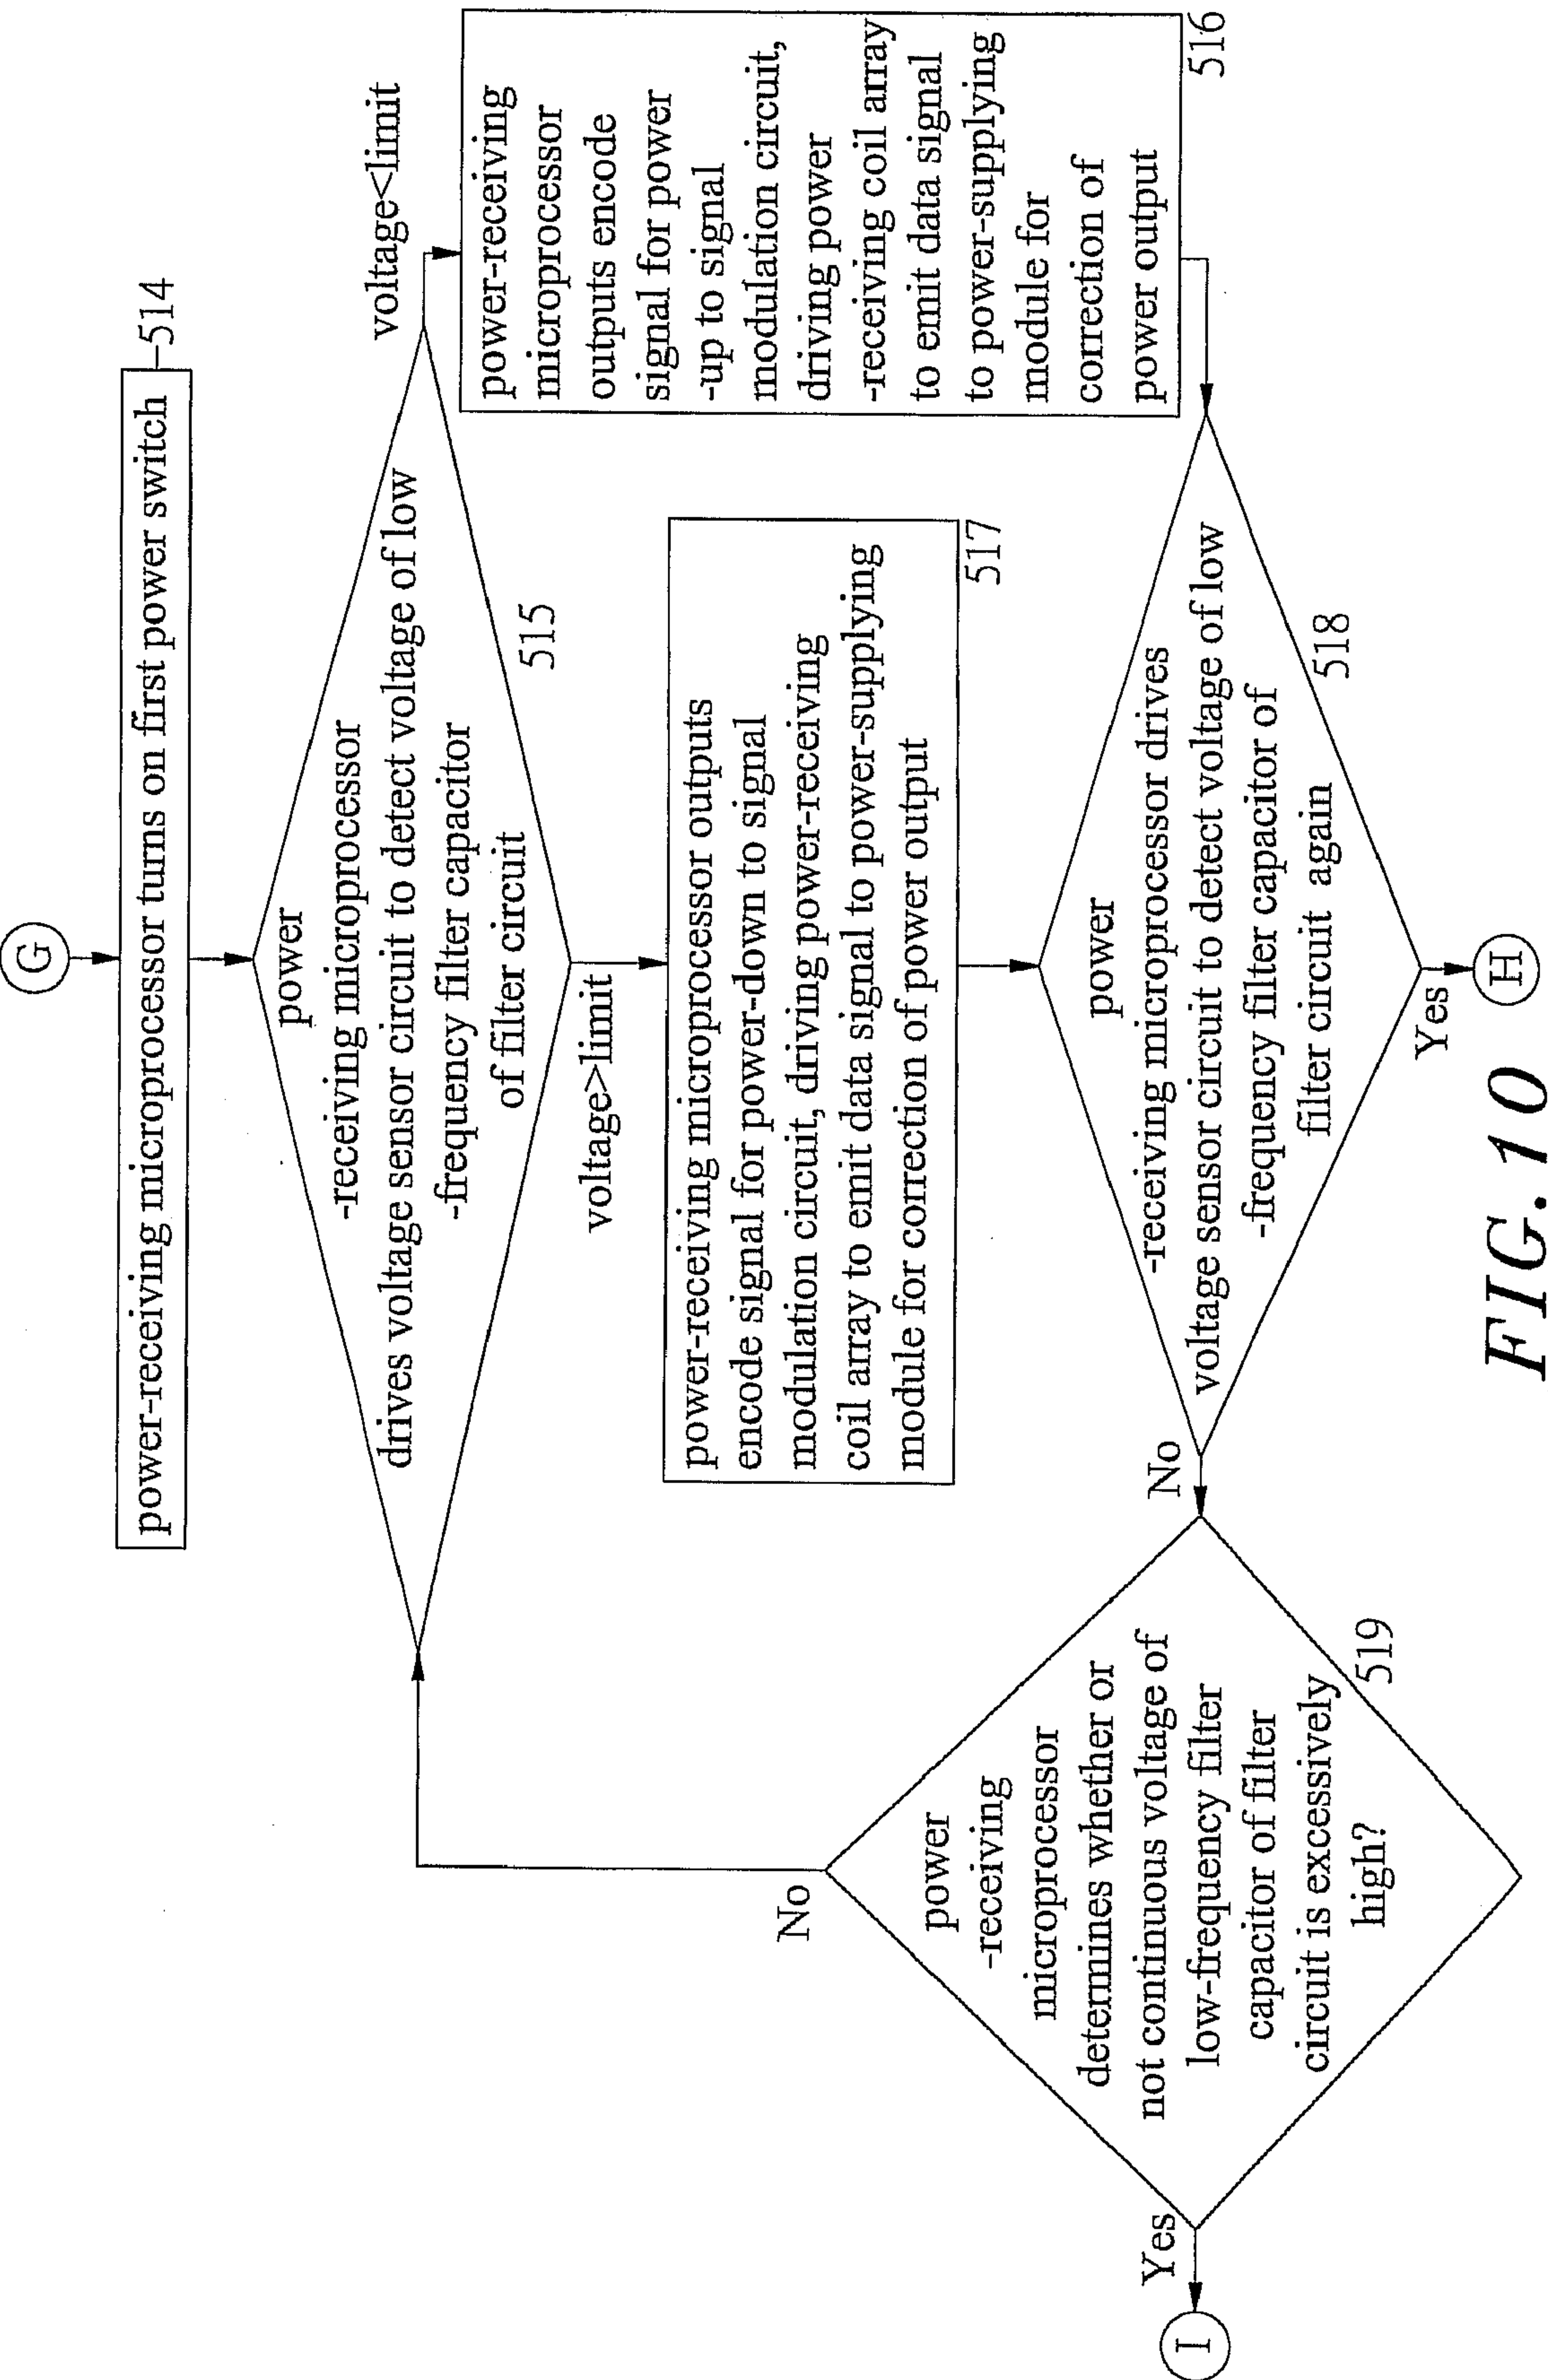 G
power-receiving microprocessor turns on first power switch
514
power
-receiving microprocessor
drives voltage sensor circuit to detect voltage of low
-frequency filter capacitor
of filter circuit
515
voltage<limit
power-receiving
microprocessor
outputs encode
signal for power
-up to signal
modulation circuit,
driving power
-receiving coil array
to emit data signal
to power-supplying
module for
correction of
power output
516
voltage>limit
power-receiving microprocessor outputs
encode signal for power-down to signal
modulation circuit, driving power-receiving
coil array to emit data signal to power-supplying
module for correction of power output
517
power
-receiving microprocessor drives
voltage sensor circuit to detect voltage of low
-frequency filter capacitor of
filter circuit again
518
Yes
H
No
power
-receiving
microprocessor
determines whether or
not continuous voltage of
low-frequency filter
capacitor of filter
circuit is excessively
high?
519
No
Yes
I
FIG.10